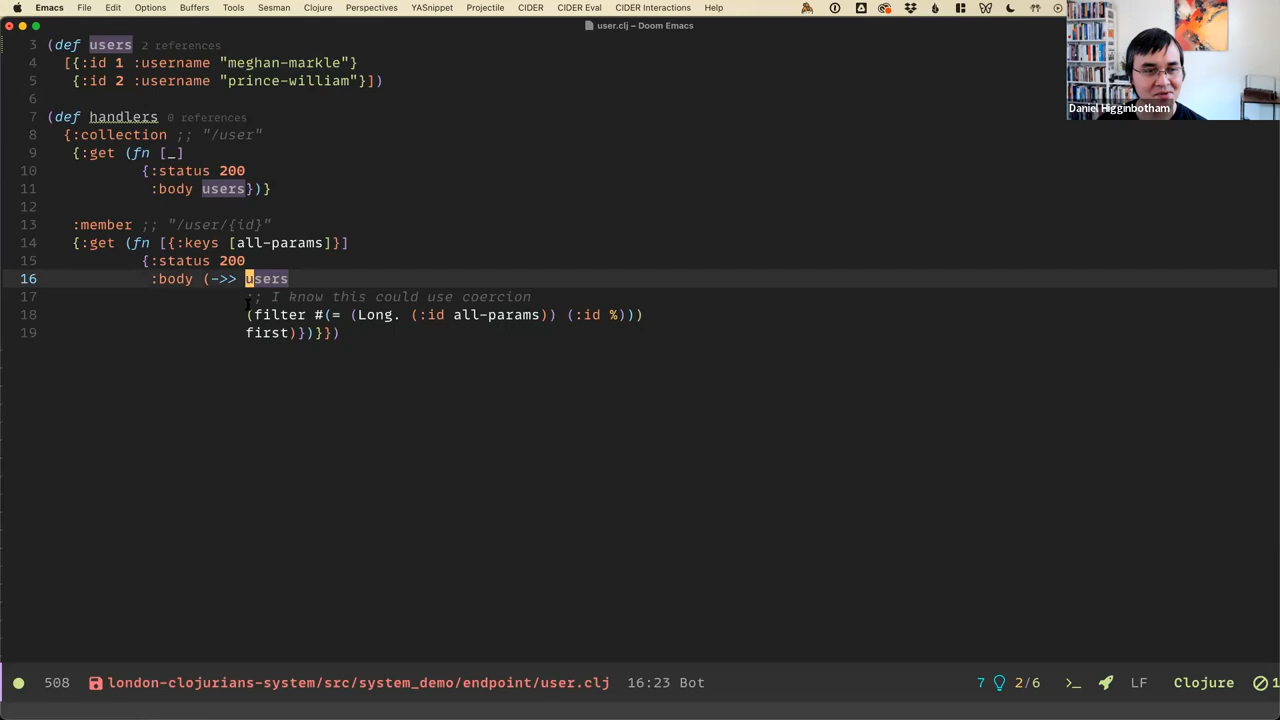 Emacs File Edit Options Buffers Tools Sesman Clojure Perspectives YASnippet Projectile CIDER CIDER Eval CIDER Interactions Help
user.clj – Doom Emacs
3 (def users 2 references
4 [{:id 1 :username "meghan-markle"}
5 {:id 2 :username "prince-william"}])
6
7 (def handlers 0 references
8 {:collection ;; "/user"
9 {:get (fn [_]
10 {:status 200
11 :body users})}
12
13 :member ;; "/user/{id}"
14 {:get (fn [{:keys [all-params]}]
15 {:status 200
16 :body (->> users
17 ;; I know this could use coercion
18 (filter #(= (Long. (:id all-params)) (:id %)))
19 first)})}})
Daniel Higginbotham
508 london-clojurians-system/src/system_demo/endpoint/user.clj 16:23 Bot 7 2/6 LF Clojure 1